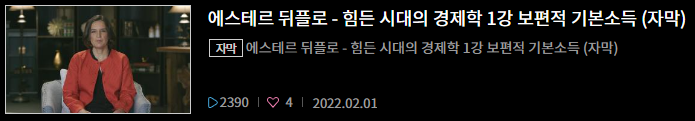 에스테르 뒤플로 - 힘든 시대의 경제학 1강 보편적 기본소득 (자막)
자막 에스테르 뒤플로 - 힘든 시대의 경제학 1강 보편적 기본소득 (자막)
2390 4 2022.02.01